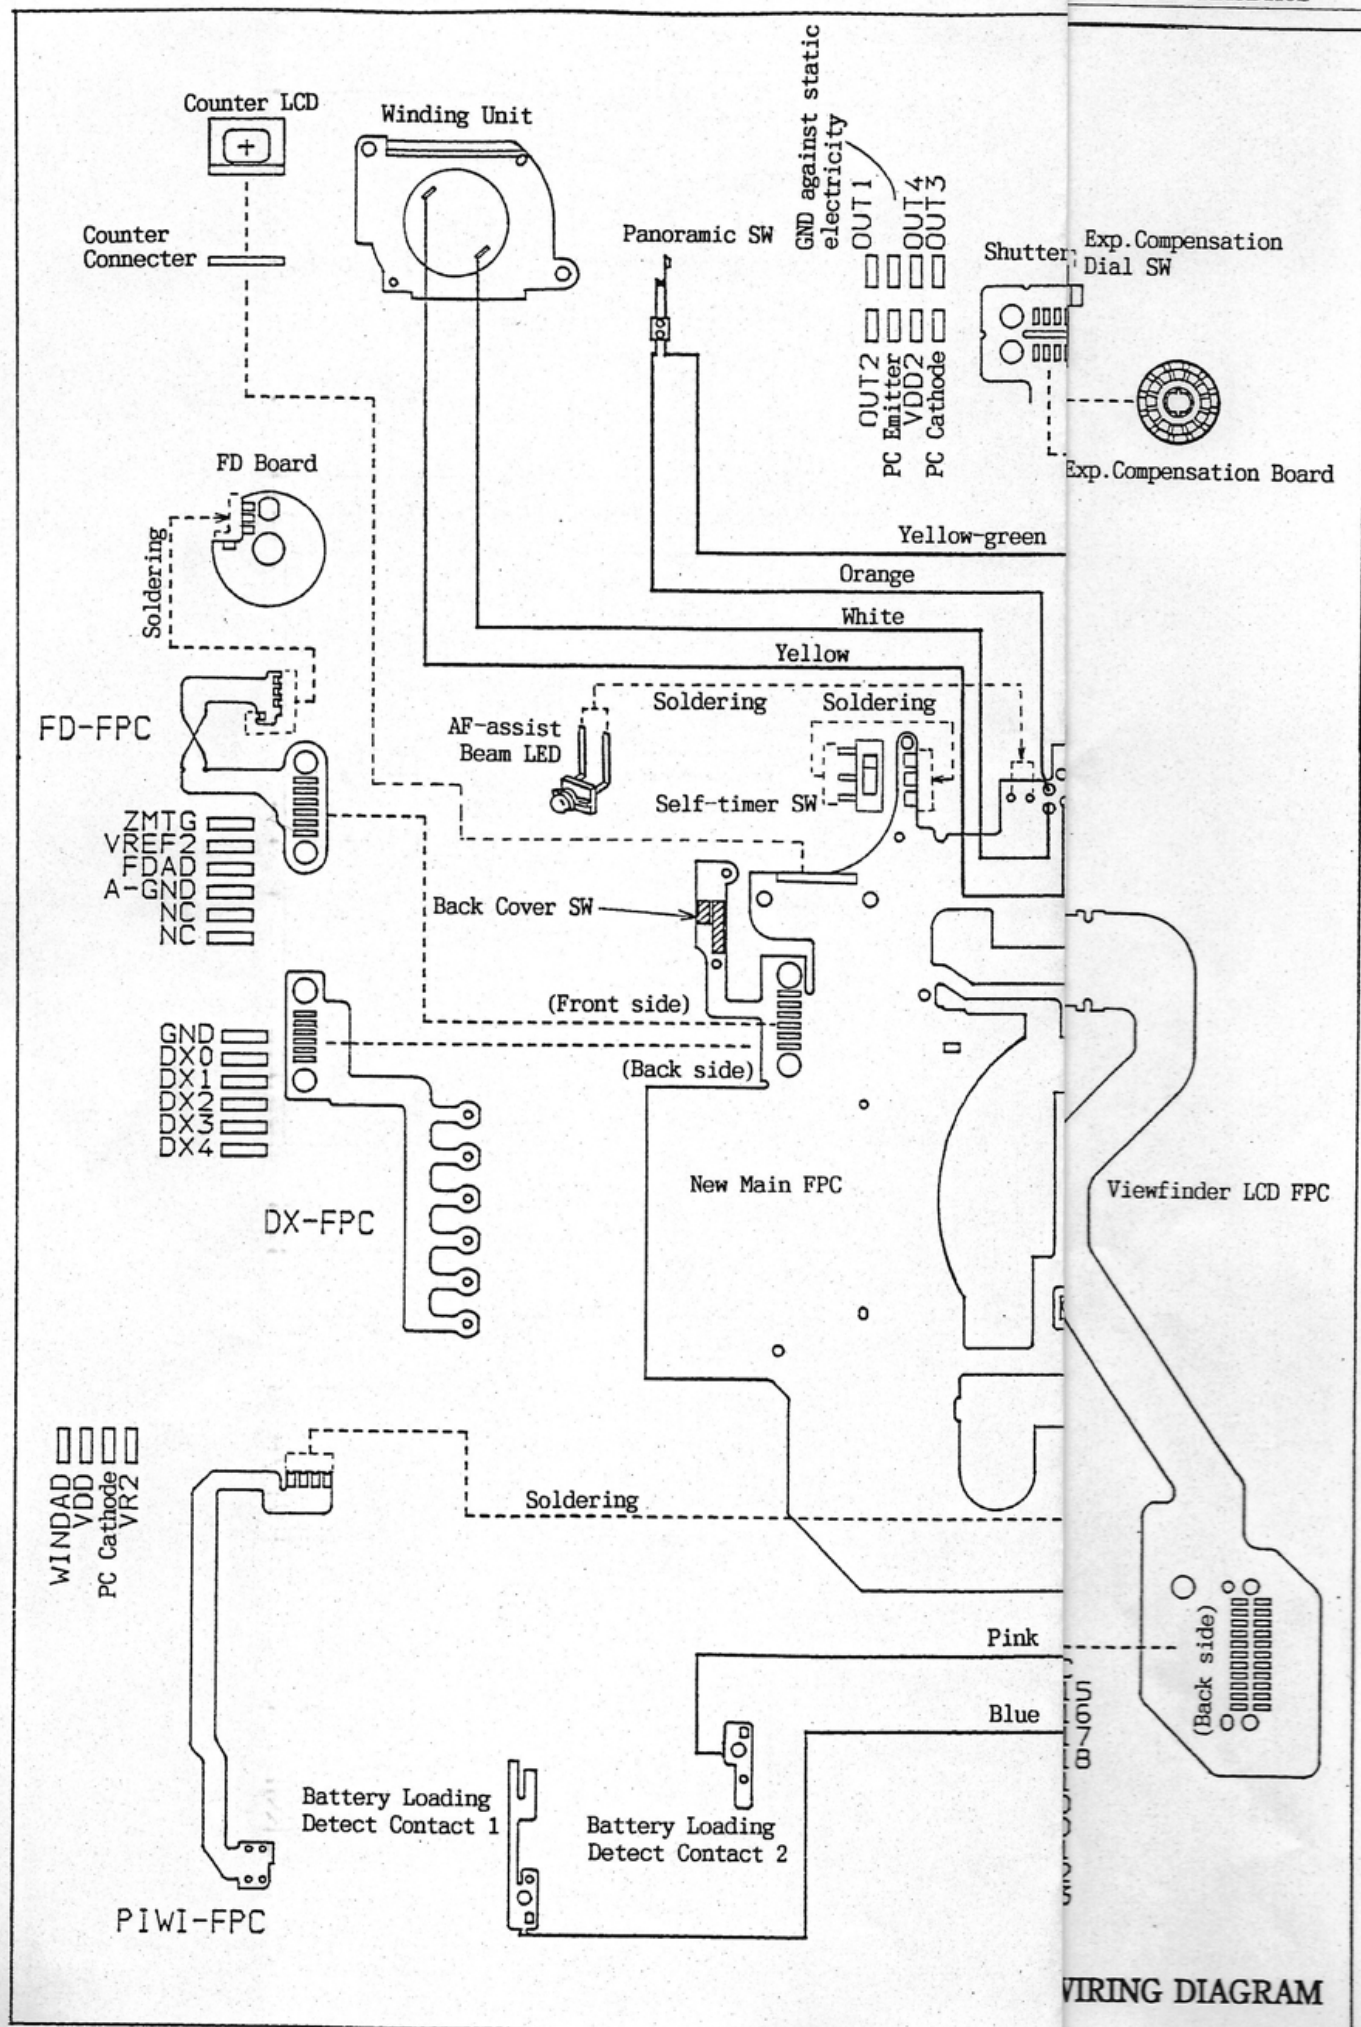 Counter LCD
Winding Unit
GND against static
electricity
Counter
Connecter
Panoramic SW
OUT1
OUT4
OUT3
OUT2
PC Emitter
VDD2
PC Cathode
Shutter
Exp.Compensation
Dial SW
Exp.Compensation Board
FD Board
Soldering
Yellow-green
Orange
White
Yellow
Soldering
Soldering
FD-FPC
AF-assist
Beam LED
Self-timer SW
ZMTG
VREF2
FDAD
A-GND
NC
NC
Back Cover SW
(Front side)
(Back side)
GND
DX0
DX1
DX2
DX3
DX4
New Main FPC
Viewfinder LCD FPC
DX-FPC
WINDAD
VDD
PC Cathode
VR2
Soldering
Pink
(Back side)
15
16
17
18
Blue
Battery Loading
Detect Contact 1
Battery Loading
Detect Contact 2
PIWI-FPC
WIRING DIAGRAM